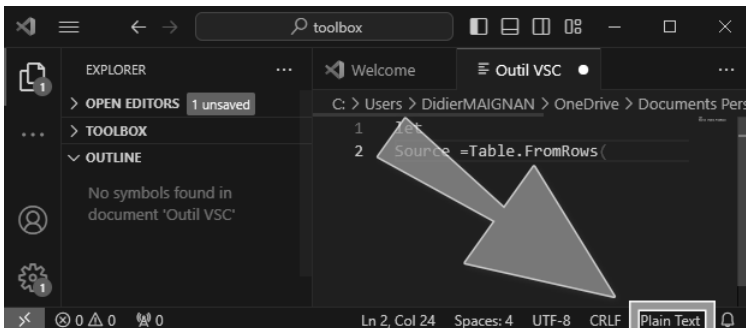 toolbox
EXPLORER
OPEN EDITORS 1 unsaved
TOOLBOX
OUTLINE
No symbols found in
document 'Outil VSC'
Welcome
Outil VSC
C: > Users > DidierMAIGNAN > OneDrive > Documents Pers
1 let
2 Source =Table.FromRows(
1
1
0 0 0
Ln 2, Col 24 Spaces: 4 UTF-8 CRLF Plain Text